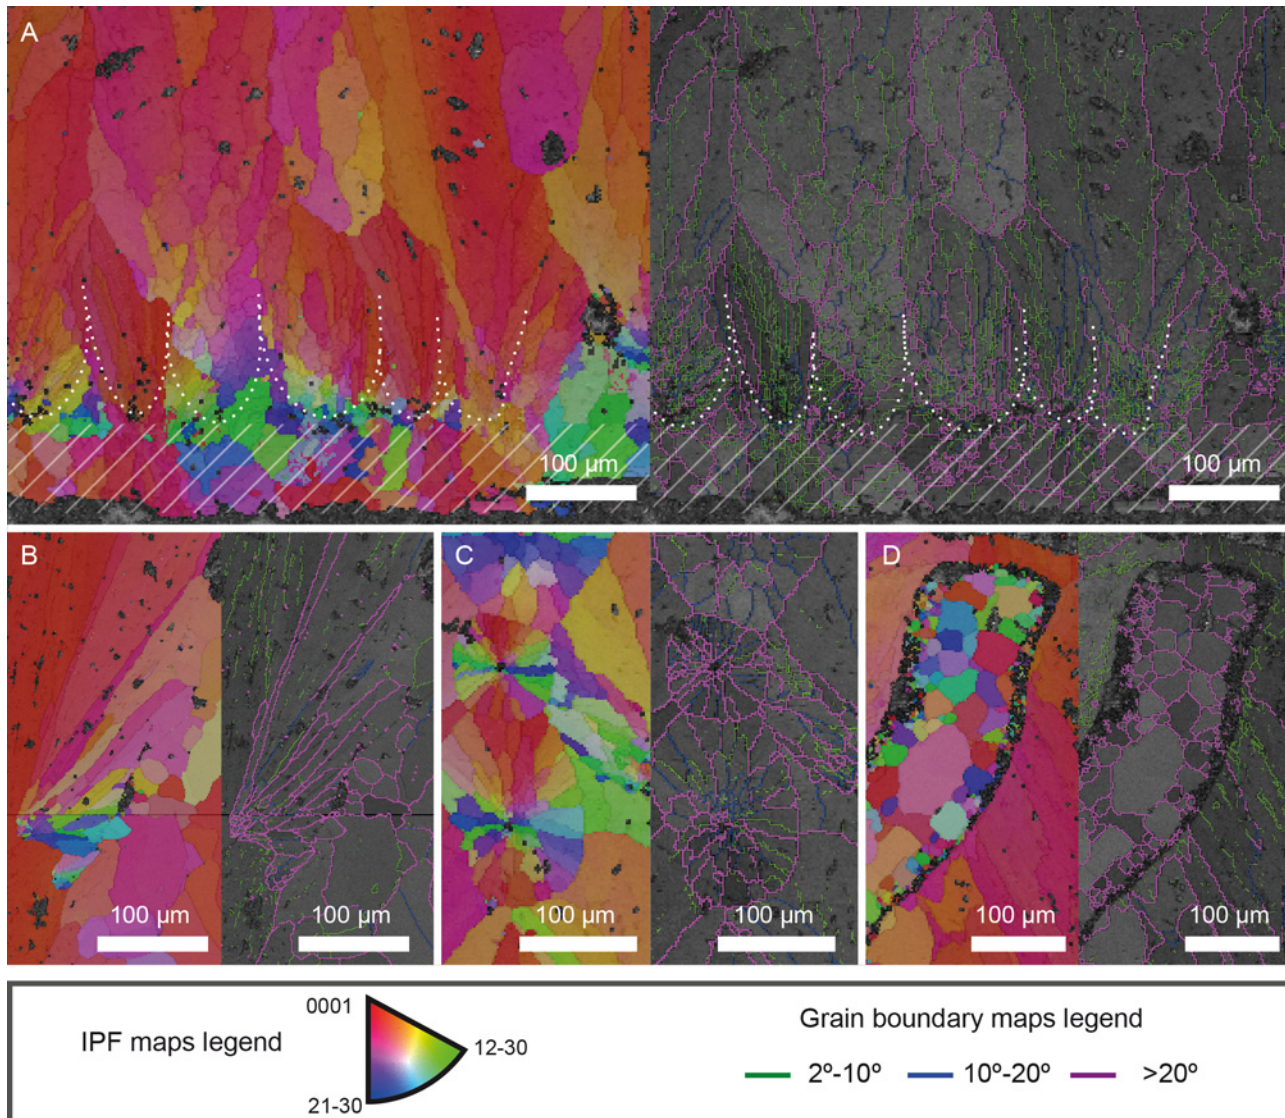 A
100 µm
100 µm
B
100 µm
100 µm
C
100 µm
100 µm
D
100 µm
100 µm
IPF maps legend
0001
12-30
21-30
Grain boundary maps legend
2º-10º
10º-20º
>20º